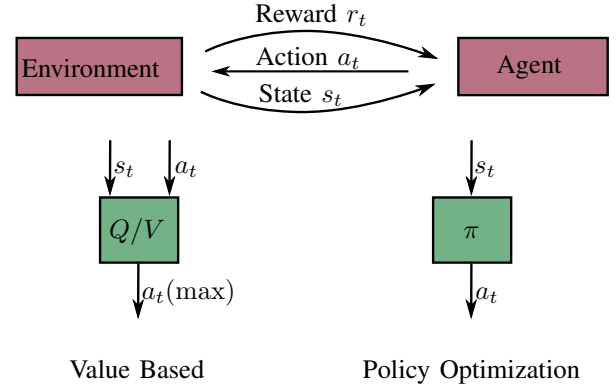 Reward r_t
Environment
Action a_t
Agent
State s_t
s_t
a_t
s_t
Q/V
π
a_t(max)
a_t
Value Based
Policy Optimization